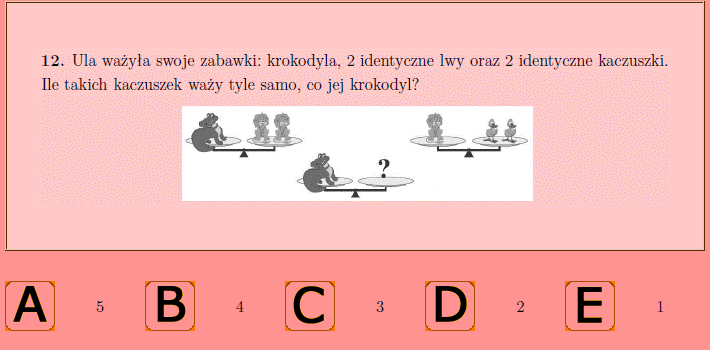 12. Ula ważyła swoje zabawki: krokodyla, 2 identyczne lwy oraz 2 identyczne kaczuszki.
Ile takich kaczuszek waży tyle samo, co jej krokodyl?
?
A 5 B 4 C 3 D 2 E 1